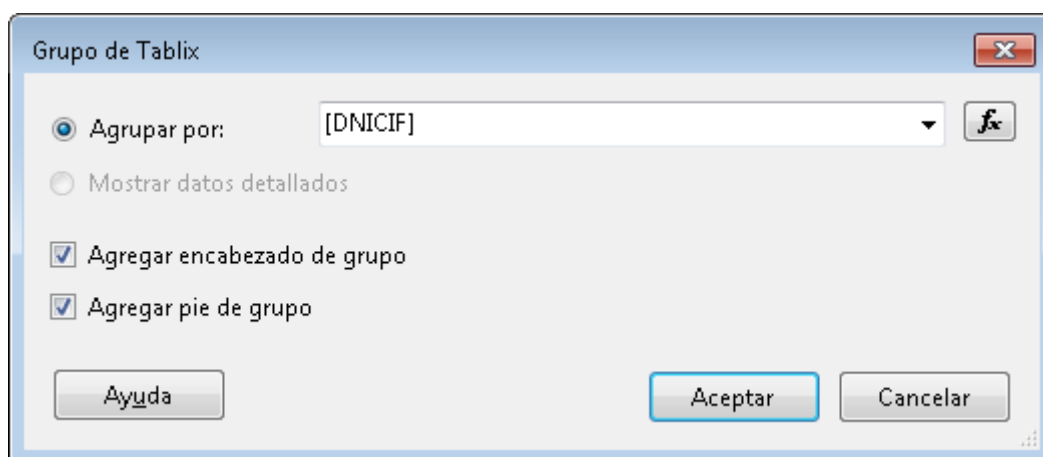 Grupo de Tablix
Agrupar por: [DNICIF] fx
Mostrar datos detallados
Agregar encabezado de grupo
Agregar pie de grupo
Ayuda Aceptar Cancelar